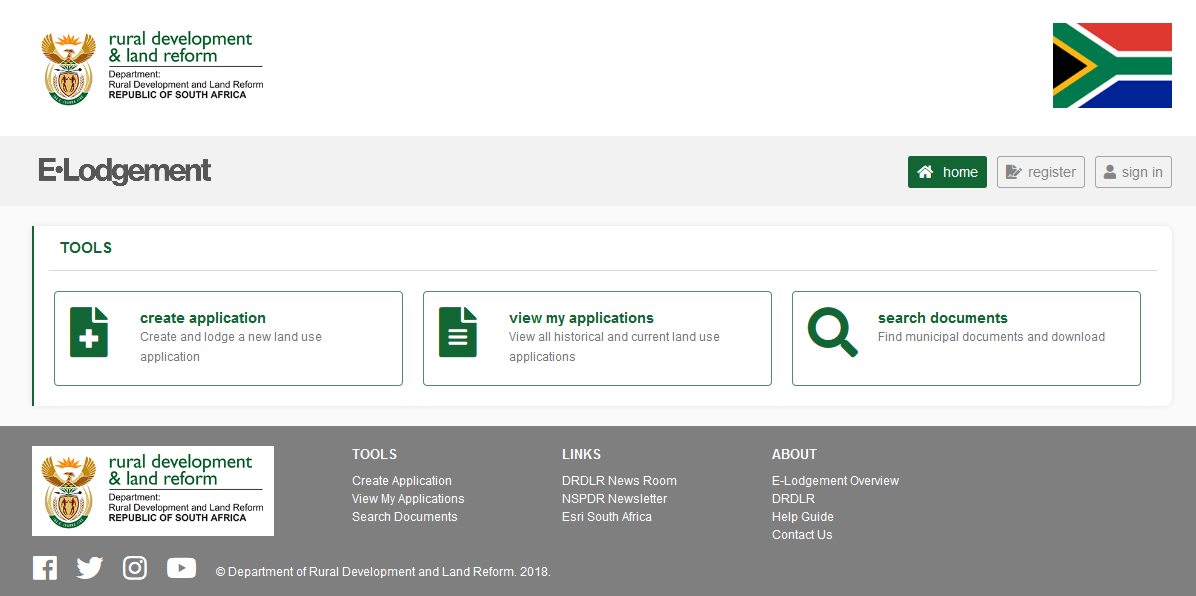 rural development
& land reform
Department:
Rural Development and Land Reform
REPUBLIC OF SOUTH AFRICA
E•Lodgement
home
register
sign in
TOOLS
create application
Create and lodge a new land use
application
view my applications
View all historical and current land use
applications
search documents
Find municipal documents and download
rural development
& land reform
Department:
Rural Development and Land Reform
REPUBLIC OF SOUTH AFRICA
TOOLS
Create Application
View My Applications
Search Documents
LINKS
DRDLR News Room
NSPDR Newsletter
Esri South Africa
ABOUT
E-Lodgement Overview
DRDLR
Help Guide
Contact Us
© Department of Rural Development and Land Reform. 2018.